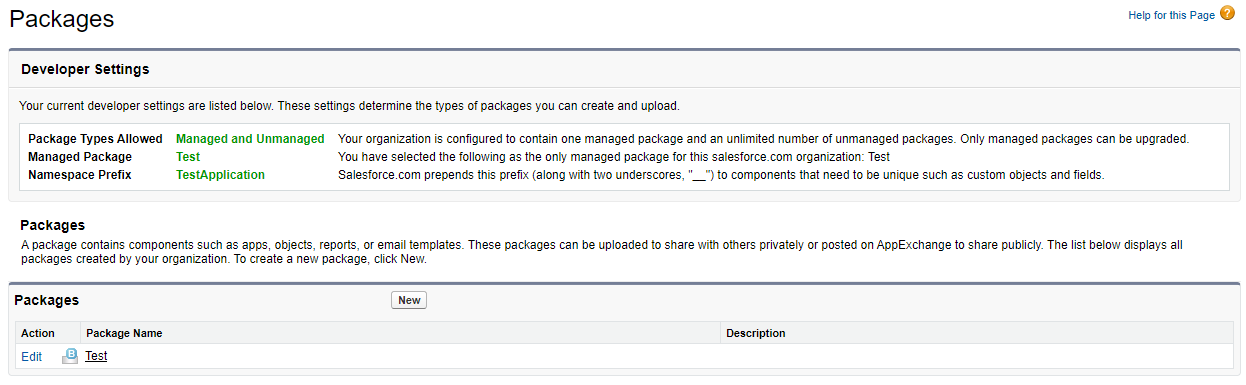 Packages
Help for this Page ?
Developer Settings
Your current developer settings are listed below. These settings determine the types of packages you can create and upload.
Package Types Allowed Managed and Unmanaged Your organization is configured to contain one managed package and an unlimited number of unmanaged packages. Only managed packages can be upgraded.
Managed Package Test You have selected the following as the only managed package for this salesforce.com organization: Test
Namespace Prefix TestApplication Salesforce.com prepends this prefix (along with two underscores, "__") to components that need to be unique such as custom objects and fields.
Packages
A package contains components such as apps, objects, reports, or email templates. These packages can be uploaded to share with others privately or posted on AppExchange to share publicly. The list below displays all
packages created by your organization. To create a new package, click New.
Packages New
Action Package Name Description
Edit B Test